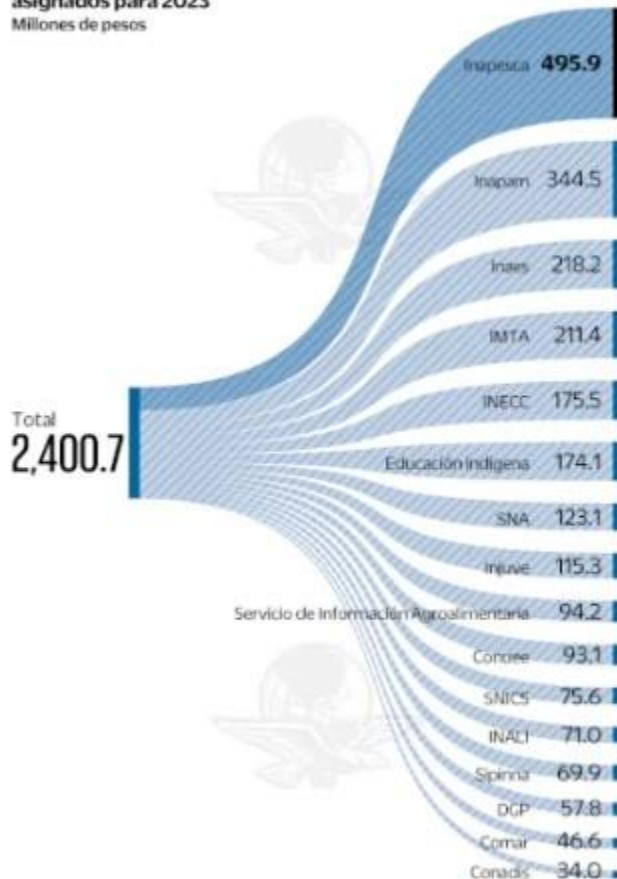 asignados para 2023
Millones de pesos
Inapesca 495.9
Inapam 344.5
Inaes 218.2
IMTA 211.4
INECC 175.5
Total
2,400.7
Educación indígena 174.1
SNA 123.1
Injuve 115.3
Servicio de Información Agroalimentaria 94.2
Conuee 93.1
SNICS 75.6
INALI 71.0
Sipinna 69.9
DGP 57.8
Comar 46.6
Conadis 34.0